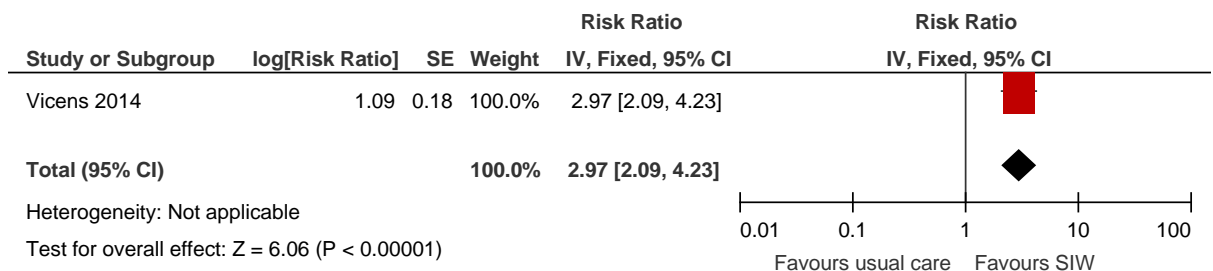 Risk Ratio Risk Ratio
Study or Subgroup log[Risk Ratio] SE Weight IV, Fixed, 95% CI IV, Fixed, 95% CI
Vicens 2014 1.09 0.18 100.0% 2.97 [2.09, 4.23]
Total (95% CI) 100.0% 2.97 [2.09, 4.23]
Heterogeneity: Not applicable
Test for overall effect: Z = 6.06 (P < 0.00001)
0.01 0.1 1 10 100
Favours usual care Favours SIW